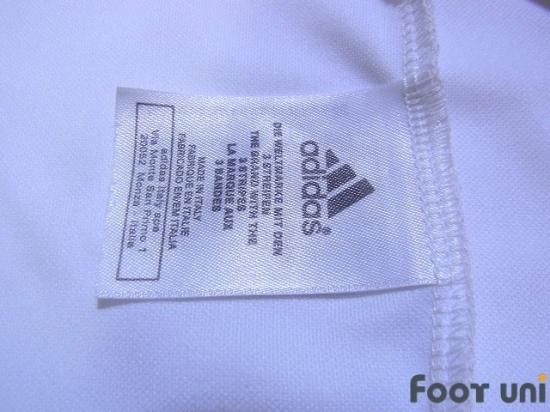 adidas®
DIE WELTMARKE MIT DEN
3 STREIFEN
THE BRAND WITH THE
3 STRIPES
LA MARQUE AUX
3 BANDES
MADE IN ITALY
FABRIQUE EN ITALY
FABRICADO EN/EM ITALIA
adidas Italy spa
Via Monte San Primo 1
20052 Monza - Italia
FOOT UNI